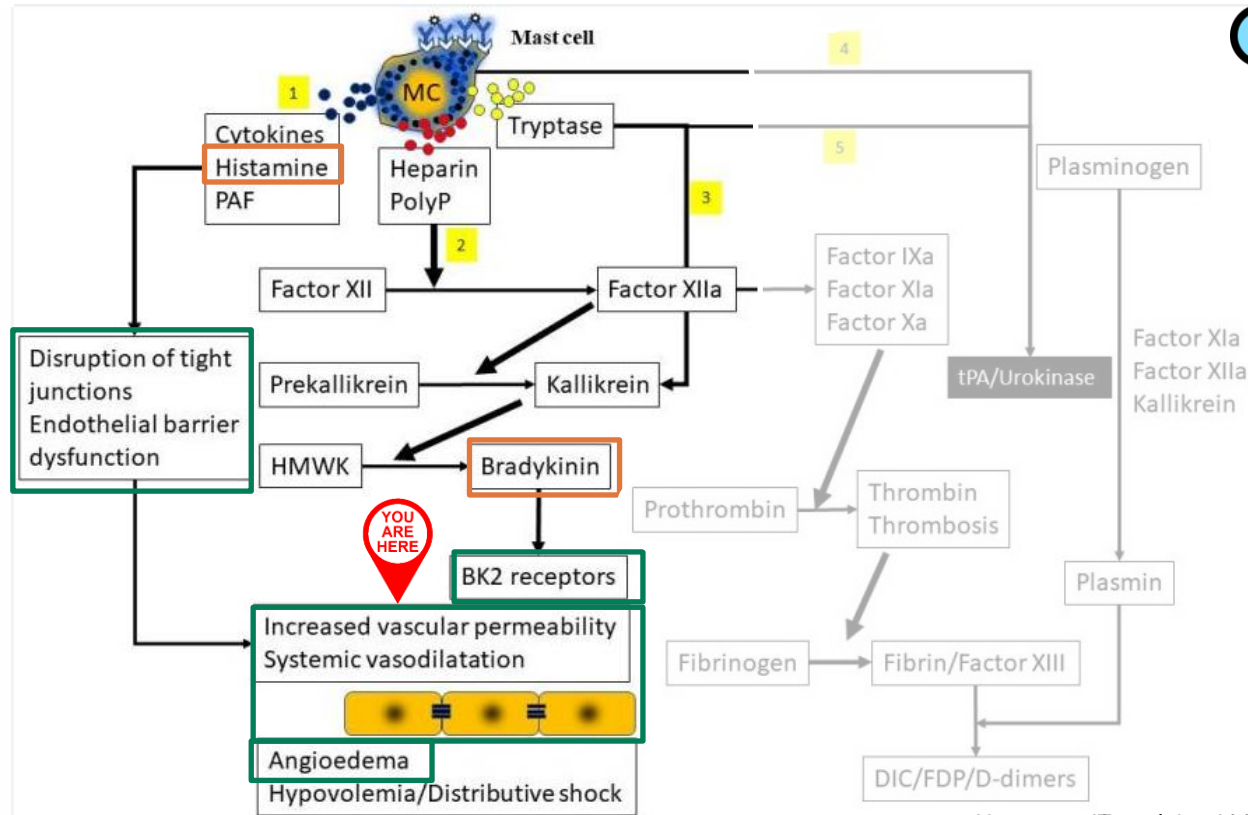 Mast cell
MC
1
Cytokines
Histamine
PAF
Heparin
PolyP
Tryptase
2
3
4
5
Plasminogen
Factor XII
Factor XIIa
Factor IXa
Factor XIa
Factor Xa
Factor XIa
Factor XIIa
Kallikrein
tPA/Urokinase
Disruption of tight
junctions
Endothelial barrier
dysfunction
Prekallikrein
Kallikrein
HMWK
Bradykinin
Prothrombin
Thrombin
Thrombosis
YOU
ARE
HERE
BK2 receptors
Plasmin
Increased vascular permeability
Systemic vasodilatation
Fibrinogen
Fibrin/Factor XIII
Angioedema
Hypovolemia/Distributive shock
DIC/FDP/D-dimers